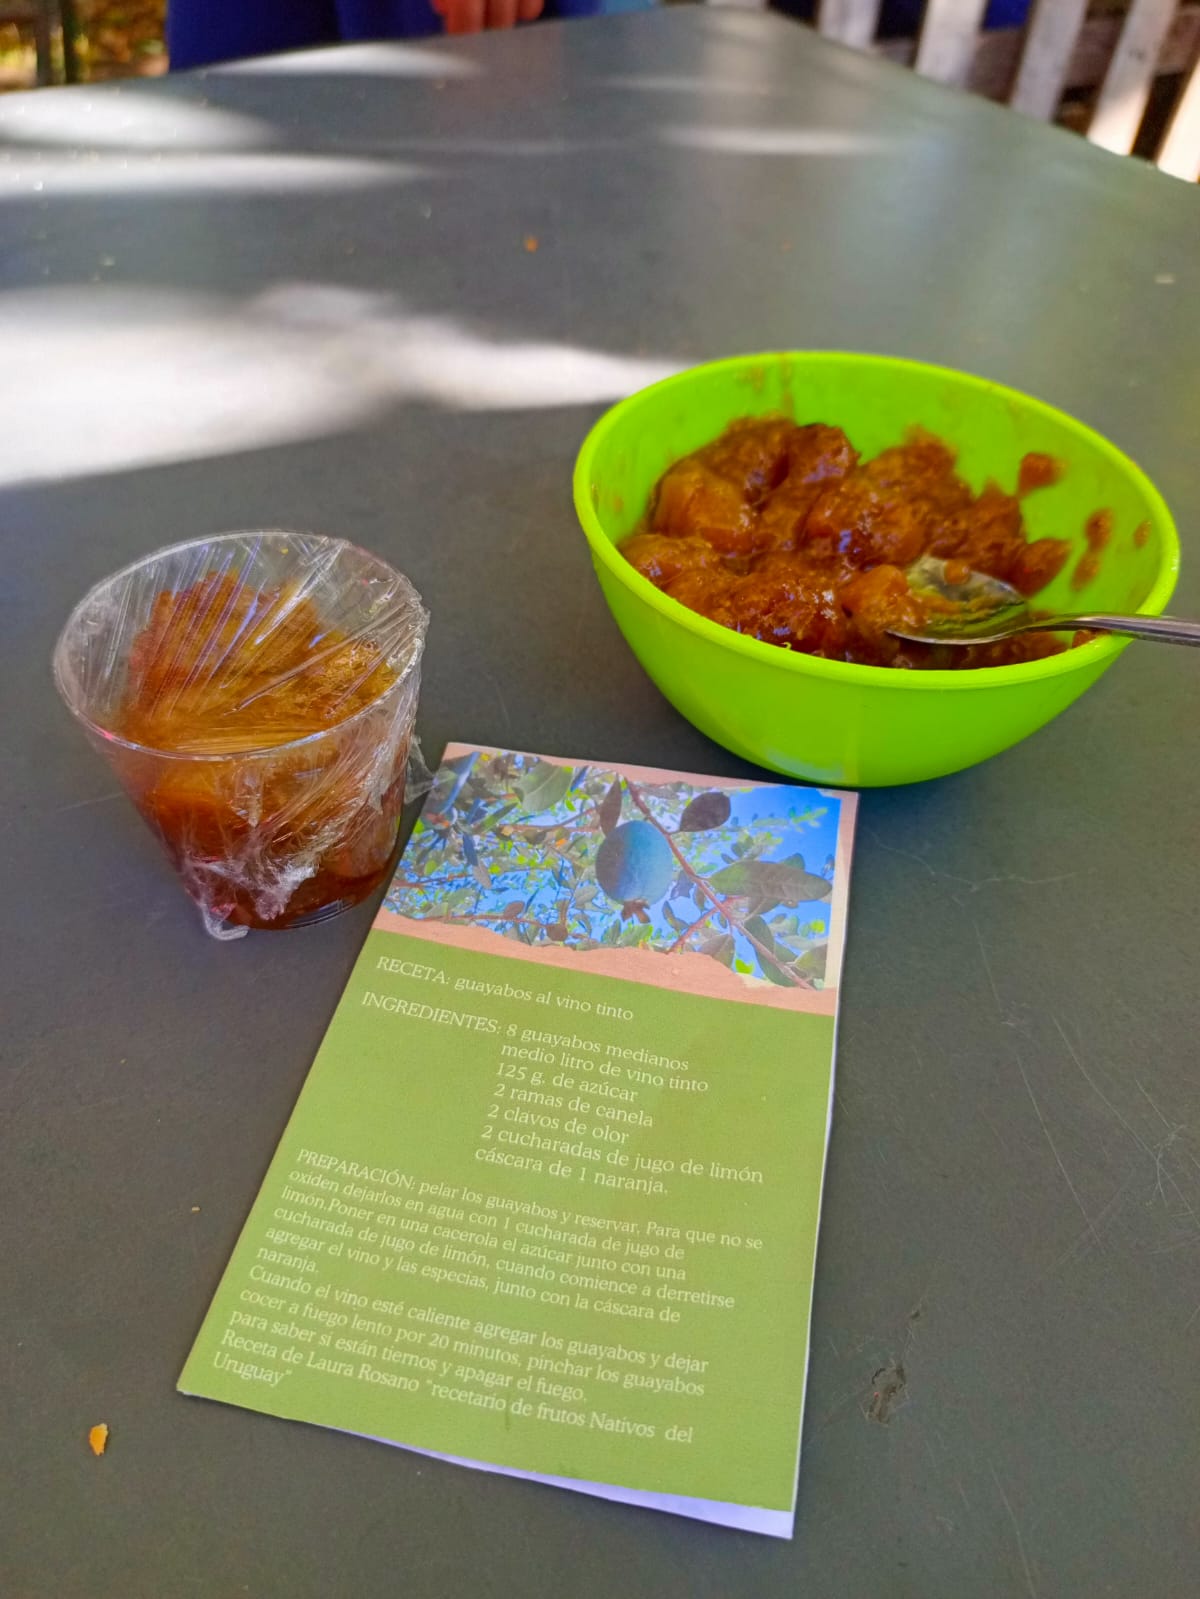 RECETA: guayabos al vino tinto
INGREDIENTES: 8 guayabos medianos
medio litro de vino tinto
125 g. de azúcar
2 ramas de canela
2 clavos de olor
2 cucharadas de jugo de limón
cáscara de 1 naranja.
PREPARACIÓN: pelar los guayabos y reservar. Para que no se
oxiden dejarlos en agua con 1 cucharada de jugo de
limón.Poner en una cacerola el azúcar junto con una
cucharada de jugo de limón, cuando comience a derretirse
agregar el vino y las especias, junto con la cáscara de
naranja.
Cuando el vino esté caliente agregar los guayabos y dejar
cocer a fuego lento por 20 minutos, pinchar los guayabos
para saber si están tiernos y apagar el fuego.
Receta de Laura Rosano "recetario de frutos Nativos del
Uruguay"